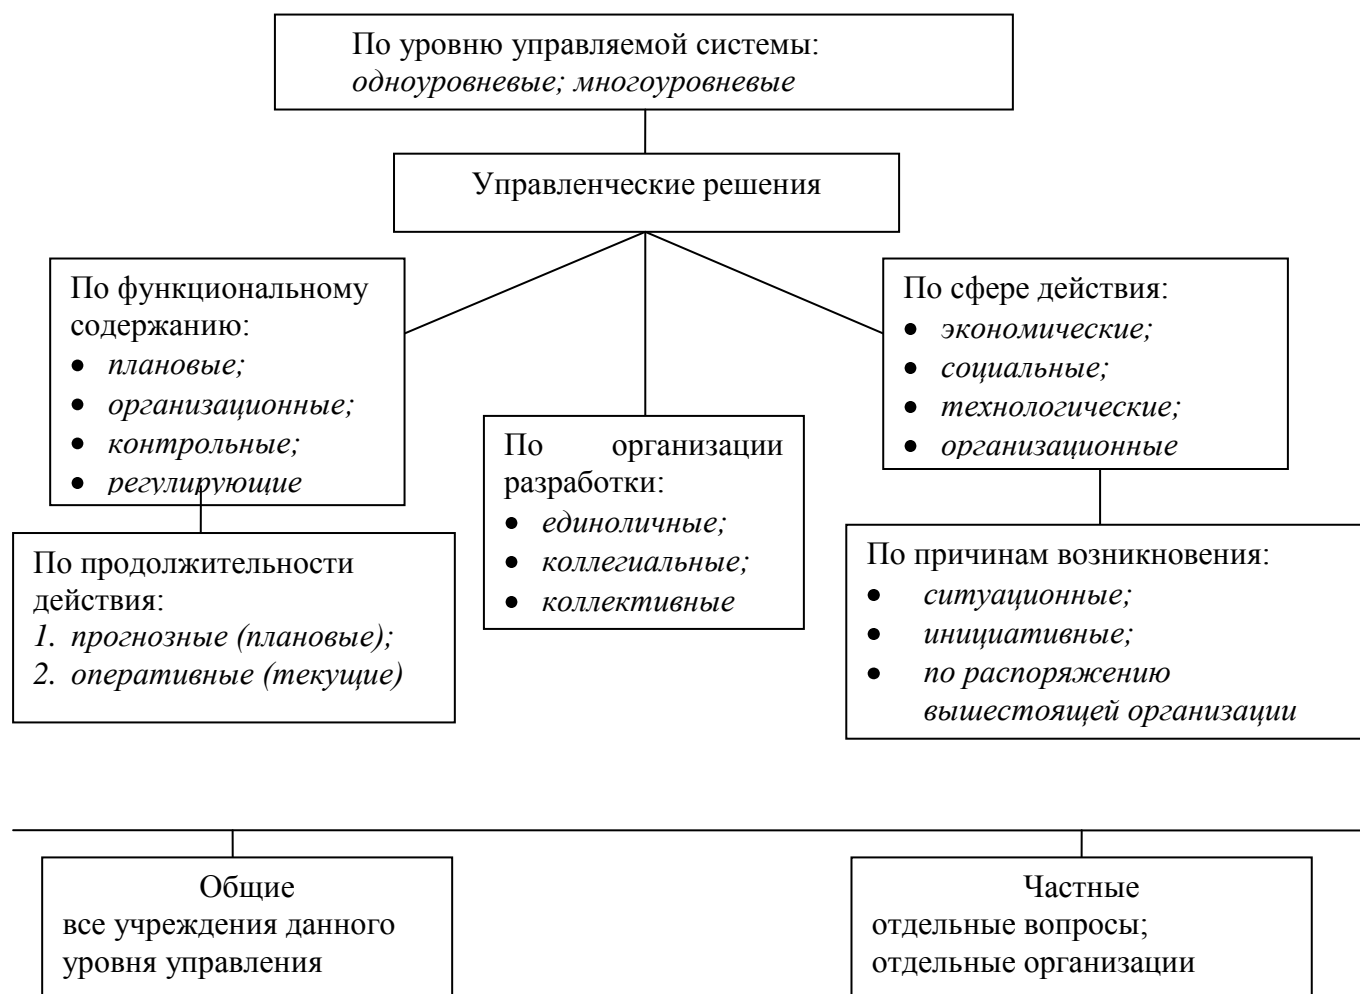 По уровню управляемой системы:
одноуровневые; многоуровневые
Управленческие решения
По функциональному
содержанию:
• плановые;
• организационные;
• контрольные;
• регулирующие
По сфере действия:
• экономические;
• социальные;
• технологические;
• организационные
По организации
разработки:
• единоличные;
• коллегиальные;
• коллективные
По продолжительности
действия:
1. прогнозные (плановые);
2. оперативные (текущие)
По причинам возникновения:
• ситуационные;
• инициативные;
• по распоряжению
вышестоящей организации
Общие
все учреждения данного
уровня управления
Частные
отдельные вопросы;
отдельные организации